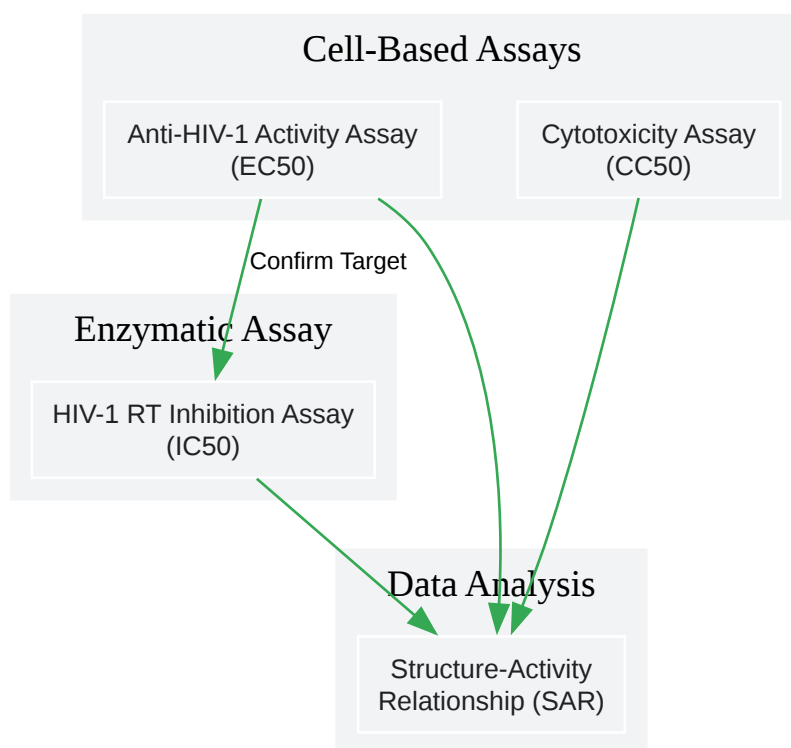 Cell-Based Assays
Anti-HIV-1 Activity Assay
(EC50)
Cytotoxicity Assay
(CC50)
Confirm Target
Enzymatic Assay
HIV-1 RT Inhibition Assay
(IC50)
Data Analysis
Structure-Activity
Relationship (SAR)